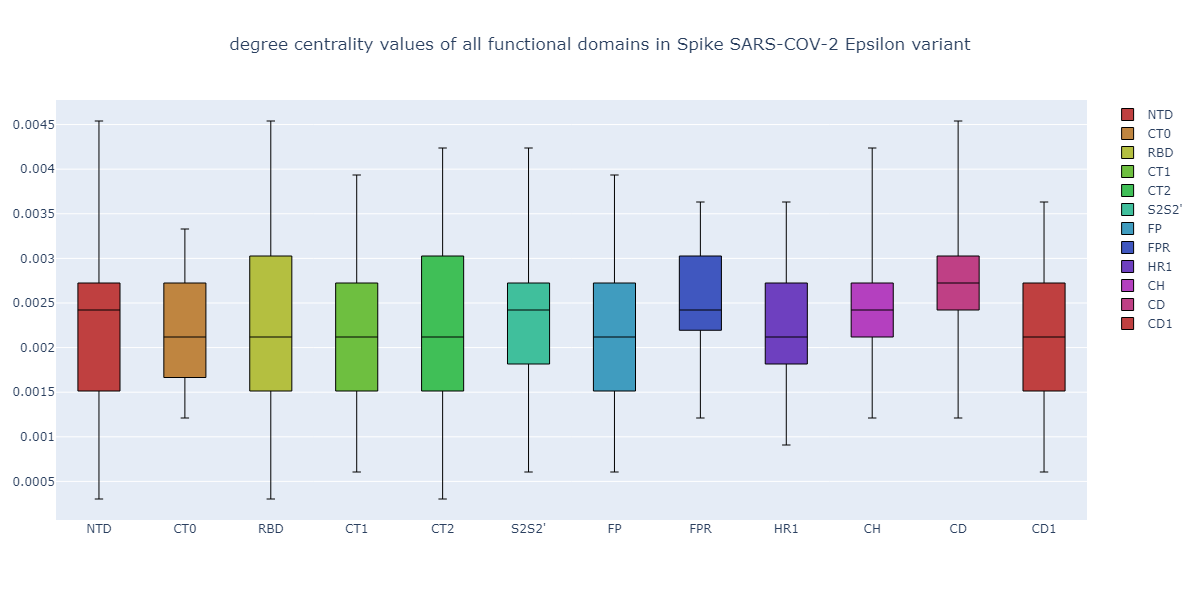 degree centrality values of all functional domains in Spike SARS-COV-2 Epsilon variant
0.0045
0.004
0.0035
0.003
0.0025
0.002
0.0015
0.001
0.0005
NTD
CT0
RBD
CT1
CT2
S2S2'
FP
FPR
HR1
CH
CD
CD1
NTD
CT0
RBD
CT1
CT2
S2S2'
FP
FPR
HR1
CH
CD
CD1